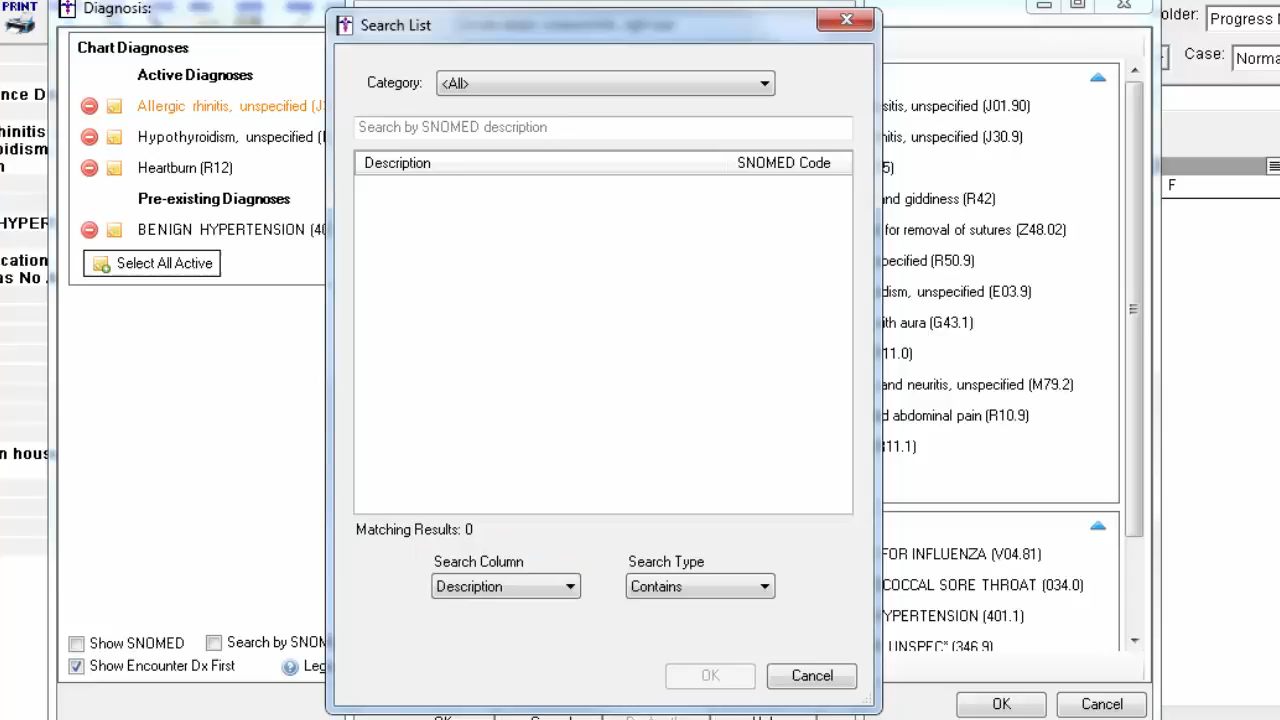 PRINT
Diagnosis:
Search List
older:
Progress
Case:
Norma
Chart Diagnoses
Active Diagnoses
Allergic rhinitis, unspecified (J3
Hypothyroidism, unspecified (
Heartburn (R12)
Pre-existing Diagnoses
BENIGN HYPERTENSION (40
Select All Active
nce D
hinitis
oidism
n
HYPER
cation
as No
n hous
Category:
<All>
Search by SNOMED description
Description
SNOMED Code
Matching Results: 0
Search Column
Search Type
Description
Contains
OK
Cancel
sitis, unspecified (J01.90)
nitis, unspecified (J30.9)
5)
and giddiness (R42)
for removal of sutures (Z48.02)
pecified (R50.9)
dism, unspecified (E03.9)
ith aura (G43.1)
11.0)
and neuritis, unspecified (M79.2)
d abdominal pain (R10.9)
R11.1)
F
FOR INFLUENZA (V04.81)
COCCAL SORE THROAT (034.0)
YPERTENSION (401.1)
UNSPEC* (346.9)
Show SNOMED
Search by SNOM
Show Encounter Dx First
Leg
OK
Cancel